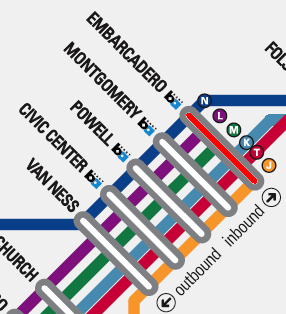 EMBARCADERO
FOL
MONTGOMERY
POWELL
CIVIC CENTER
VAN NESS
CHURCH
N
L
M
K
T
J
inbound
outbound